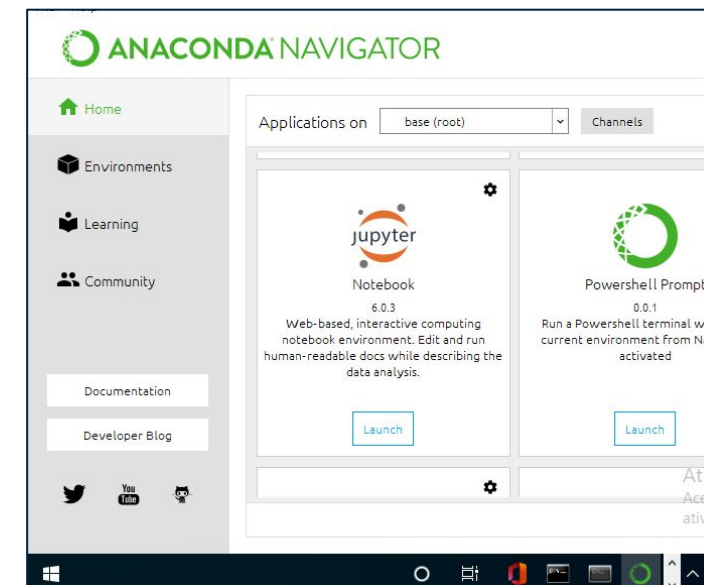 ANACONDA NAVIGATOR
Home
Applications on base (root) Channels
Environments
Learning
Community
jupyter
Notebook
6.0.3
Web-based, interactive computing
notebook environment. Edit and run
human-readable docs while describing the
data analysis.
Launch
Powershell Prompt
0.0.1
Run a Powershell terminal
current environment from
activated
Launch
Documentation
Developer Blog
You
Tube